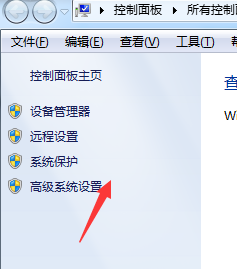 控制面板 ▸ 所有控制
文件(F) 编辑(E) 查看(V) 工具(T)
控制面板主页
查
设备管理器
Wi
远程设置
系统保护
高级系统设置